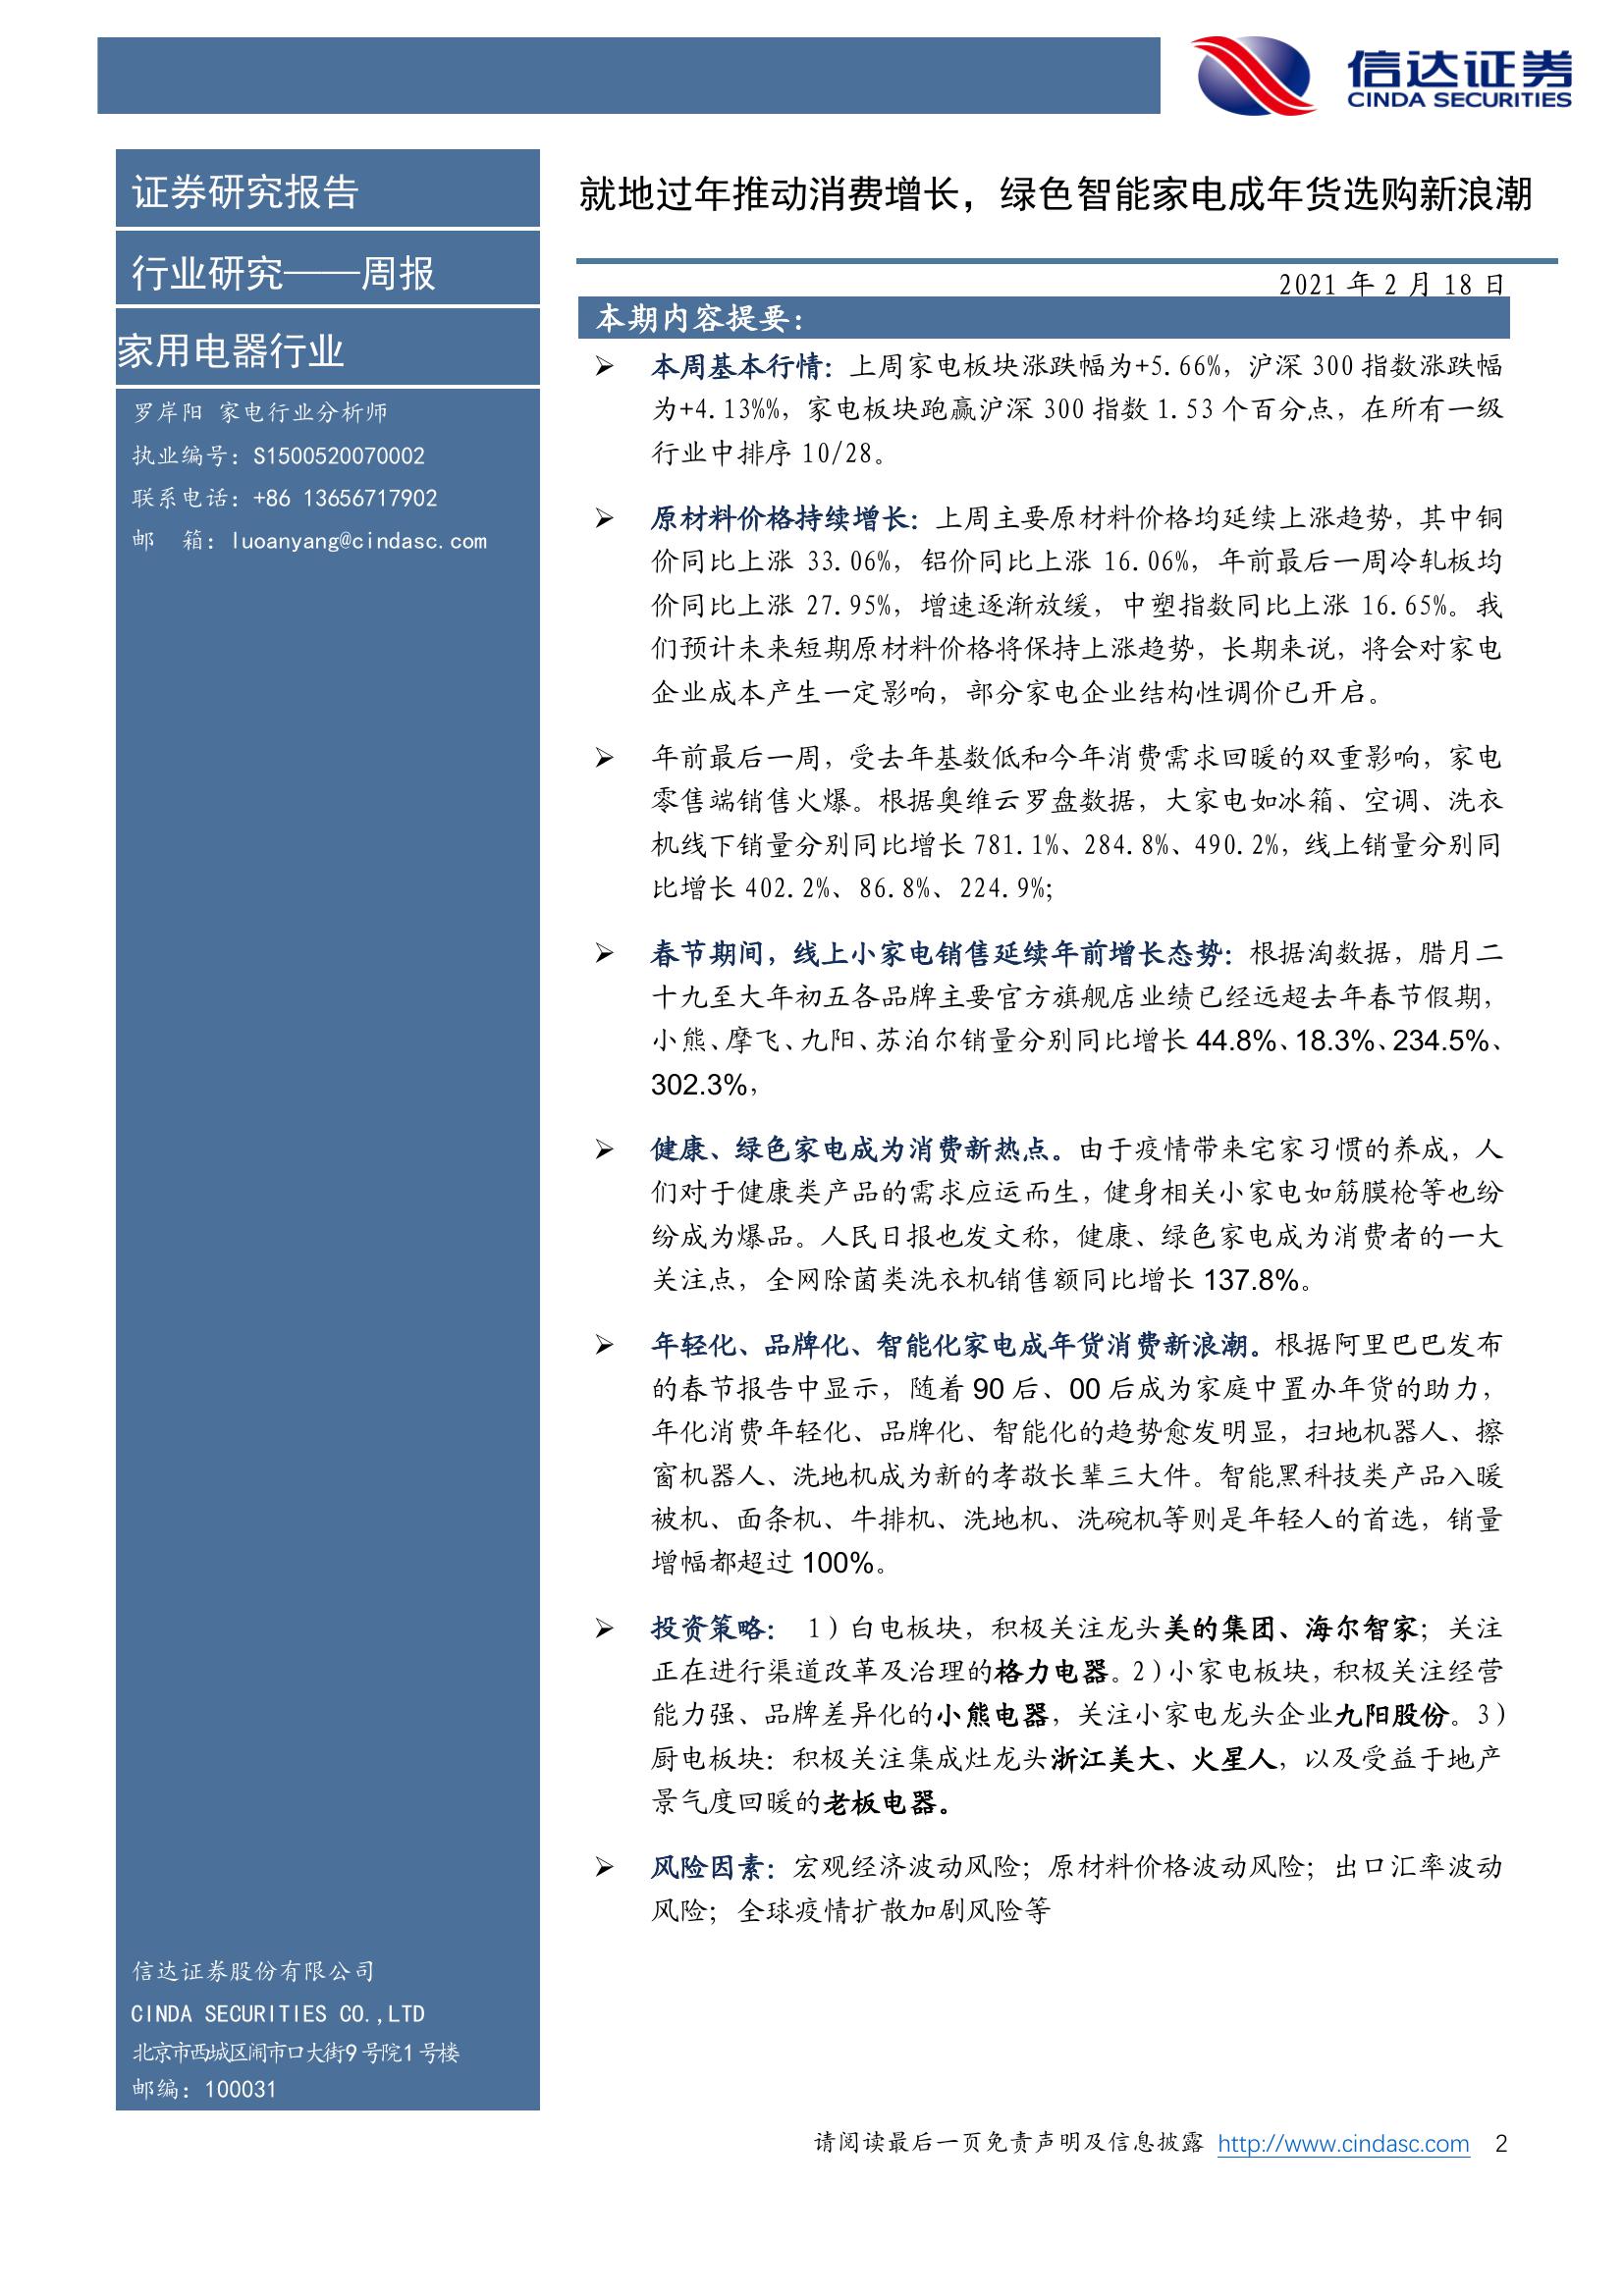 信达证券
CINDA SECURITIES
证券研究报告
行业研究——周报
家用电器行业
罗岸阳 家电行业分析师
执业编号：S1500520070002
联系电话：+86 13656717902
邮 箱：luoanyang@cindasc.com
信达证券股份有限公司
CINDA SECURITIES CO.,LTD
北京市西城区闹市口大街9号院1号楼
邮编：100031
就地过年推动消费增长，绿色智能家电成年货选购新浪潮
2021 年 2 月 18 日
本期内容提要：
➢ 本周基本行情：上周家电板块涨跌幅为+5.66%，沪深 300 指数涨跌幅
为+4.13%%，家电板块跑赢沪深 300 指数 1.53 个百分点，在所有一级
行业中排序 10/28。
➢ 原材料价格持续增长：上周主要原材料价格均延续上涨趋势，其中铜
价同比上涨 33.06%，铝价同比上涨 16.06%，年前最后一周冷轧板均
价同比上涨 27.95%，增速逐渐放缓，中塑指数同比上涨 16.65%。我
们预计未来短期原材料价格将保持上涨趋势，长期来说，将会对家电
企业成本产生一定影响，部分家电企业结构性调价已开启。
➢ 年前最后一周，受去年基数低和今年消费需求回暖的双重影响，家电
零售端销售火爆。根据奥维云罗盘数据，大家电如冰箱、空调、洗衣
机线下销量分别同比增长 781.1%、284.8%、490.2%，线上销量分别同
比增长 402.2%、86.8%、224.9%；
➢ 春节期间，线上小家电销售延续年前增长态势：根据淘数据，腊月二
十九至大年初五各品牌主要官方旗舰店业绩已经远超去年春节假期，
小熊、摩飞、九阳、苏泊尔销量分别同比增长 44.8%、18.3%、234.5%、
302.3%，
➢ 健康、绿色家电成为消费新热点。由于疫情带来宅家习惯的养成，人
们对于健康类产品的需求应运而生，健身相关小家电如筋膜枪等也纷
纷成为爆品。人民日报也发文称，健康、绿色家电成为消费者的一大
关注点，全网除菌类洗衣机销售额同比增长 137.8%。
➢ 年轻化、品牌化、智能化家电成年货消费新浪潮。根据阿里巴巴发布
的春节报告中显示，随着 90 后、00 后成为家庭中置办年货的助力，
年化消费年轻化、品牌化、智能化的趋势愈发明显，扫地机器人、擦
窗机器人、洗地机成为新的孝敬长辈三大件。智能黑科技类产品入暖
被机、面条机、牛排机、洗地机、洗碗机等则是年轻人的首选，销量
增幅都超过 100%。
➢ 投资策略： 1）白电板块，积极关注龙头美的集团、海尔智家；关注
正在进行渠道改革及治理的格力电器。2）小家电板块，积极关注经营
能力强、品牌差异化的小熊电器，关注小家电龙头企业九阳股份。3）
厨电板块：积极关注集成灶龙头浙江美大、火星人，以及受益于地产
景气度回暖的老板电器。
➢ 风险因素：宏观经济波动风险；原材料价格波动风险；出口汇率波动
风险；全球疫情扩散加剧风险等
请阅读最后一页免责声明及信息披露 http://www.cindasc.com 2